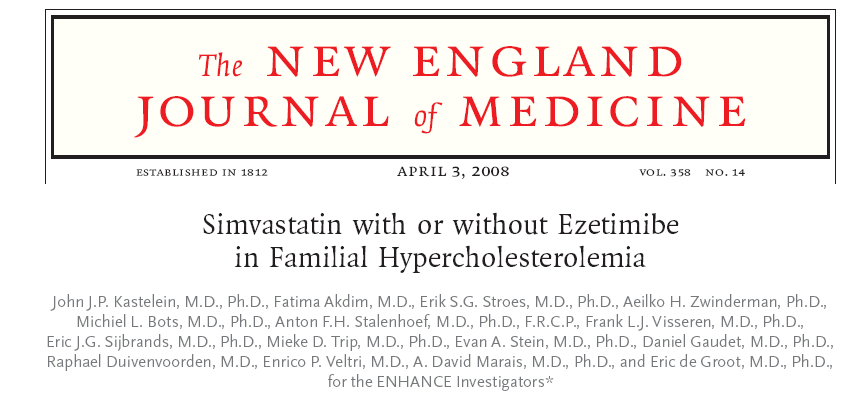 The NEW ENGLAND
JOURNAL of MEDICINE
ESTABLISHED IN 1812 APRIL 3, 2008 VOL. 358 NO. 14
Simvastatin with or without Ezetimibe
in Familial Hypercholesterolemia
John J.P. Kastelein, M.D., Ph.D., Fatima Akdim, M.D., Erik S.G. Stroes, M.D., Ph.D., Aeilko H. Zwinderman, Ph.D.,
Michiel L. Bots, M.D., Ph.D., Anton F.H. Stalenhoef, M.D., Ph.D., F.R.C.P., Frank L.J. Visseren, M.D., Ph.D.,
Eric J.G. Sijbrands, M.D., Ph.D., Mieke D. Trip, M.D., Ph.D., Evan A. Stein, M.D., Ph.D., Daniel Gaudet, M.D., Ph.D.,
Raphael Duivenvoorden, M.D., Enrico P. Veltri, M.D., A. David Marais, M.D., Ph.D., and Eric de Groot, M.D., Ph.D.,
for the ENHANCE Investigators*